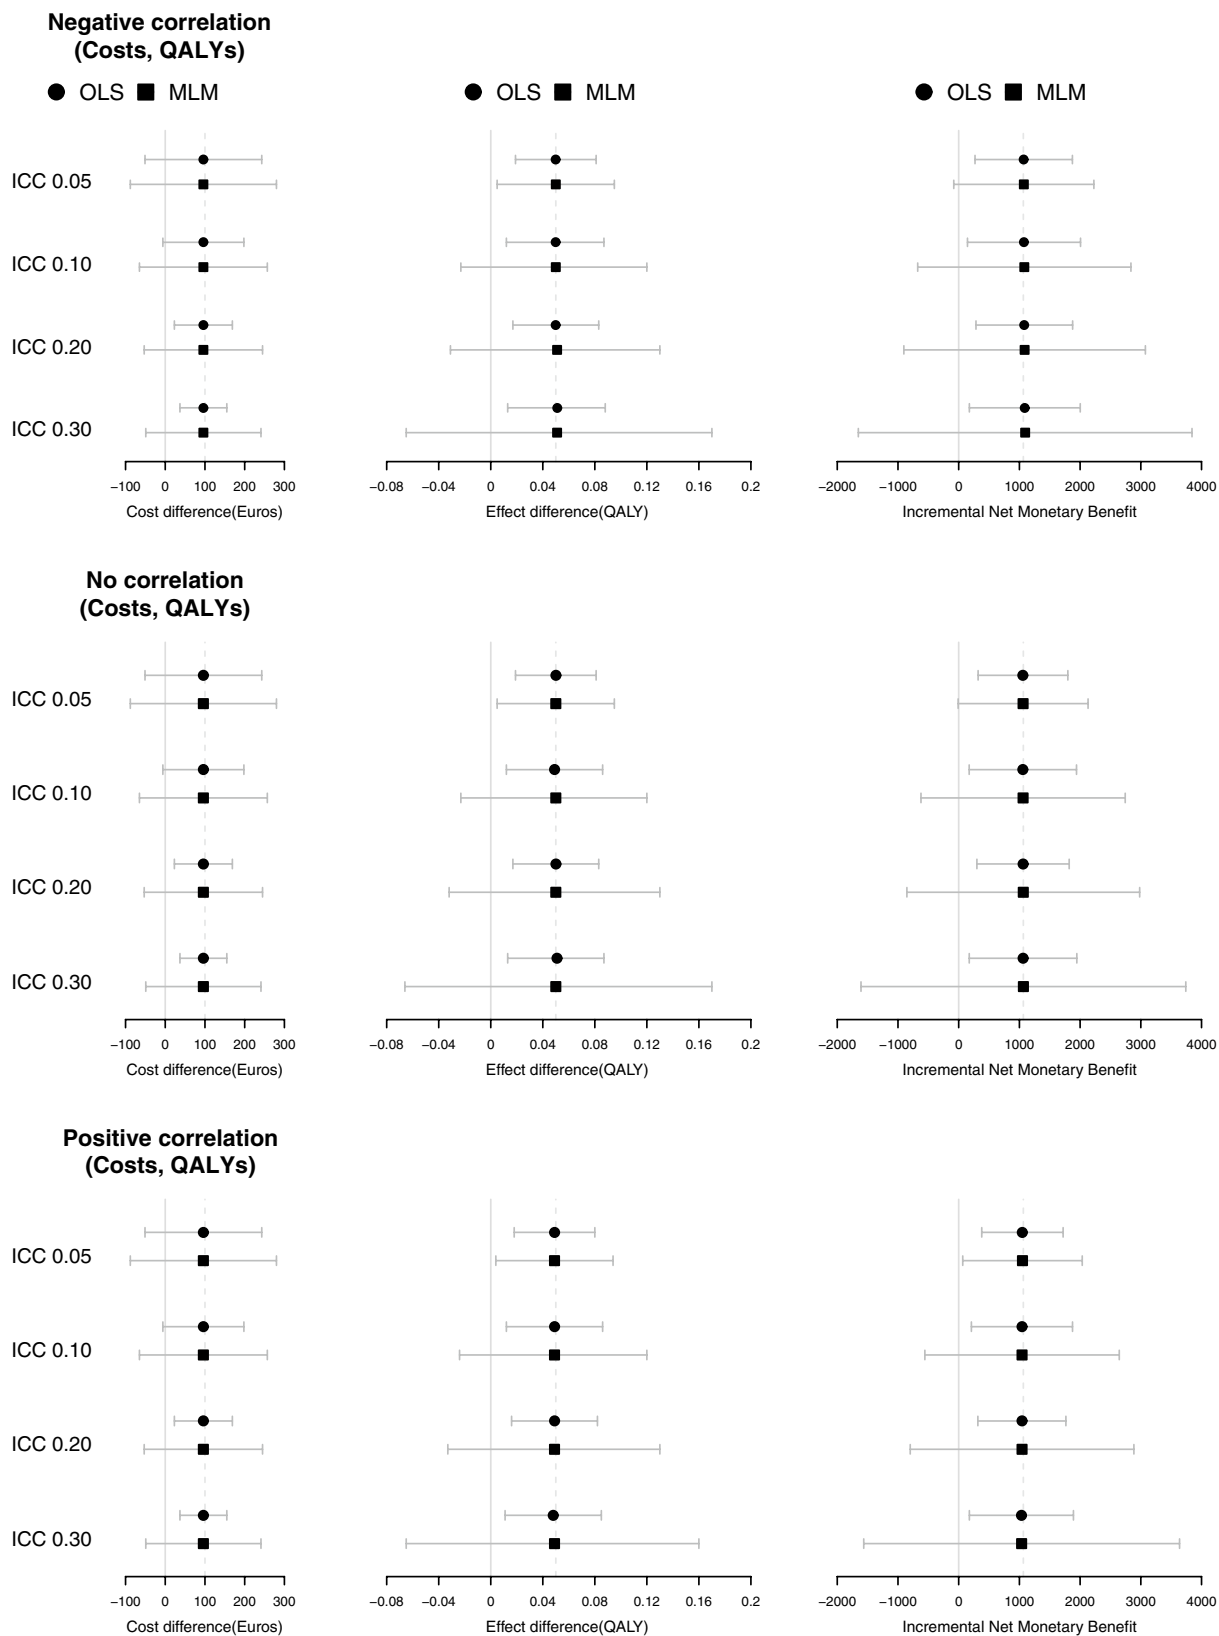 Negative correlation
(Costs, QALYs)
OLS MLM OLS MLM OLS MLM
ICC 0.05
ICC 0.10
ICC 0.20
ICC 0.30
−100 0 100 200 300 −0.08 −0.04 0 0.04 0.08 0.12 0.16 0.2 −2000 −1000 0 1000 2000 3000 4000
Cost difference(Euros) Effect difference(QALY) Incremental Net Monetary Benefit
No correlation
(Costs, QALYs)
ICC 0.05
ICC 0.10
ICC 0.20
ICC 0.30
−100 0 100 200 300 −0.08 −0.04 0 0.04 0.08 0.12 0.16 0.2 −2000 −1000 0 1000 2000 3000 4000
Cost difference(Euros) Effect difference(QALY) Incremental Net Monetary Benefit
Positive correlation
(Costs, QALYs)
ICC 0.05
ICC 0.10
ICC 0.20
ICC 0.30
−100 0 100 200 300 −0.08 −0.04 0 0.04 0.08 0.12 0.16 0.2 −2000 −1000 0 1000 2000 3000 4000
Cost difference(Euros) Effect difference(QALY) Incremental Net Monetary Benefit